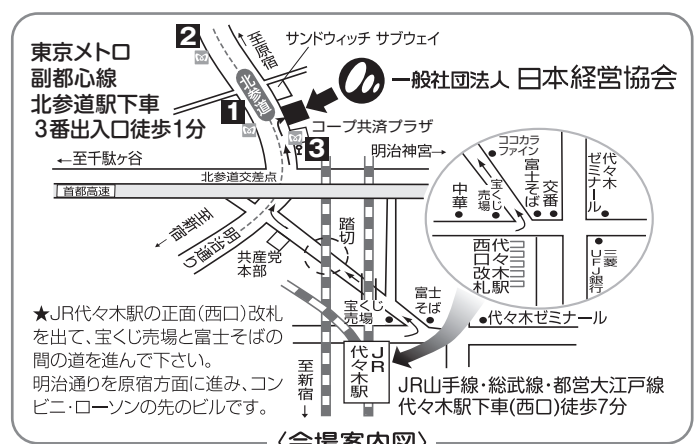 東京メトロ
副都心線
北参道駅下車
3番出入口徒歩1分
2
至原宿
サンドウィッチ サブウェイ
北参道
一般社団法人 日本経営協会
1
コープ共済プラザ
3
←至千駄ヶ谷
明治神宮→
北参道交差点
首都高速
至新宿
明治通り
共産党
本部
踏切
宝くじ
売場
富士
そば
代々木ゼミナール
ココカラ
ファイン
中華
宝くじ
売場
富士そば
交番
代々木
ゼミナール
代々木駅
西口改札
三菱
UFJ銀行
★JR代々木駅の正面(西口)改札
を出て、宝くじ売場と富士そばの
間の道を進んで下さい。
明治通りを原宿方面に進み、コン
ビニ・ローソンの先のビルです。
至新宿
↓
JR
代々木駅
JR山手線・総武線・都営大江戸線
代々木駅下車(西口)徒歩7分
〈会場案内図〉